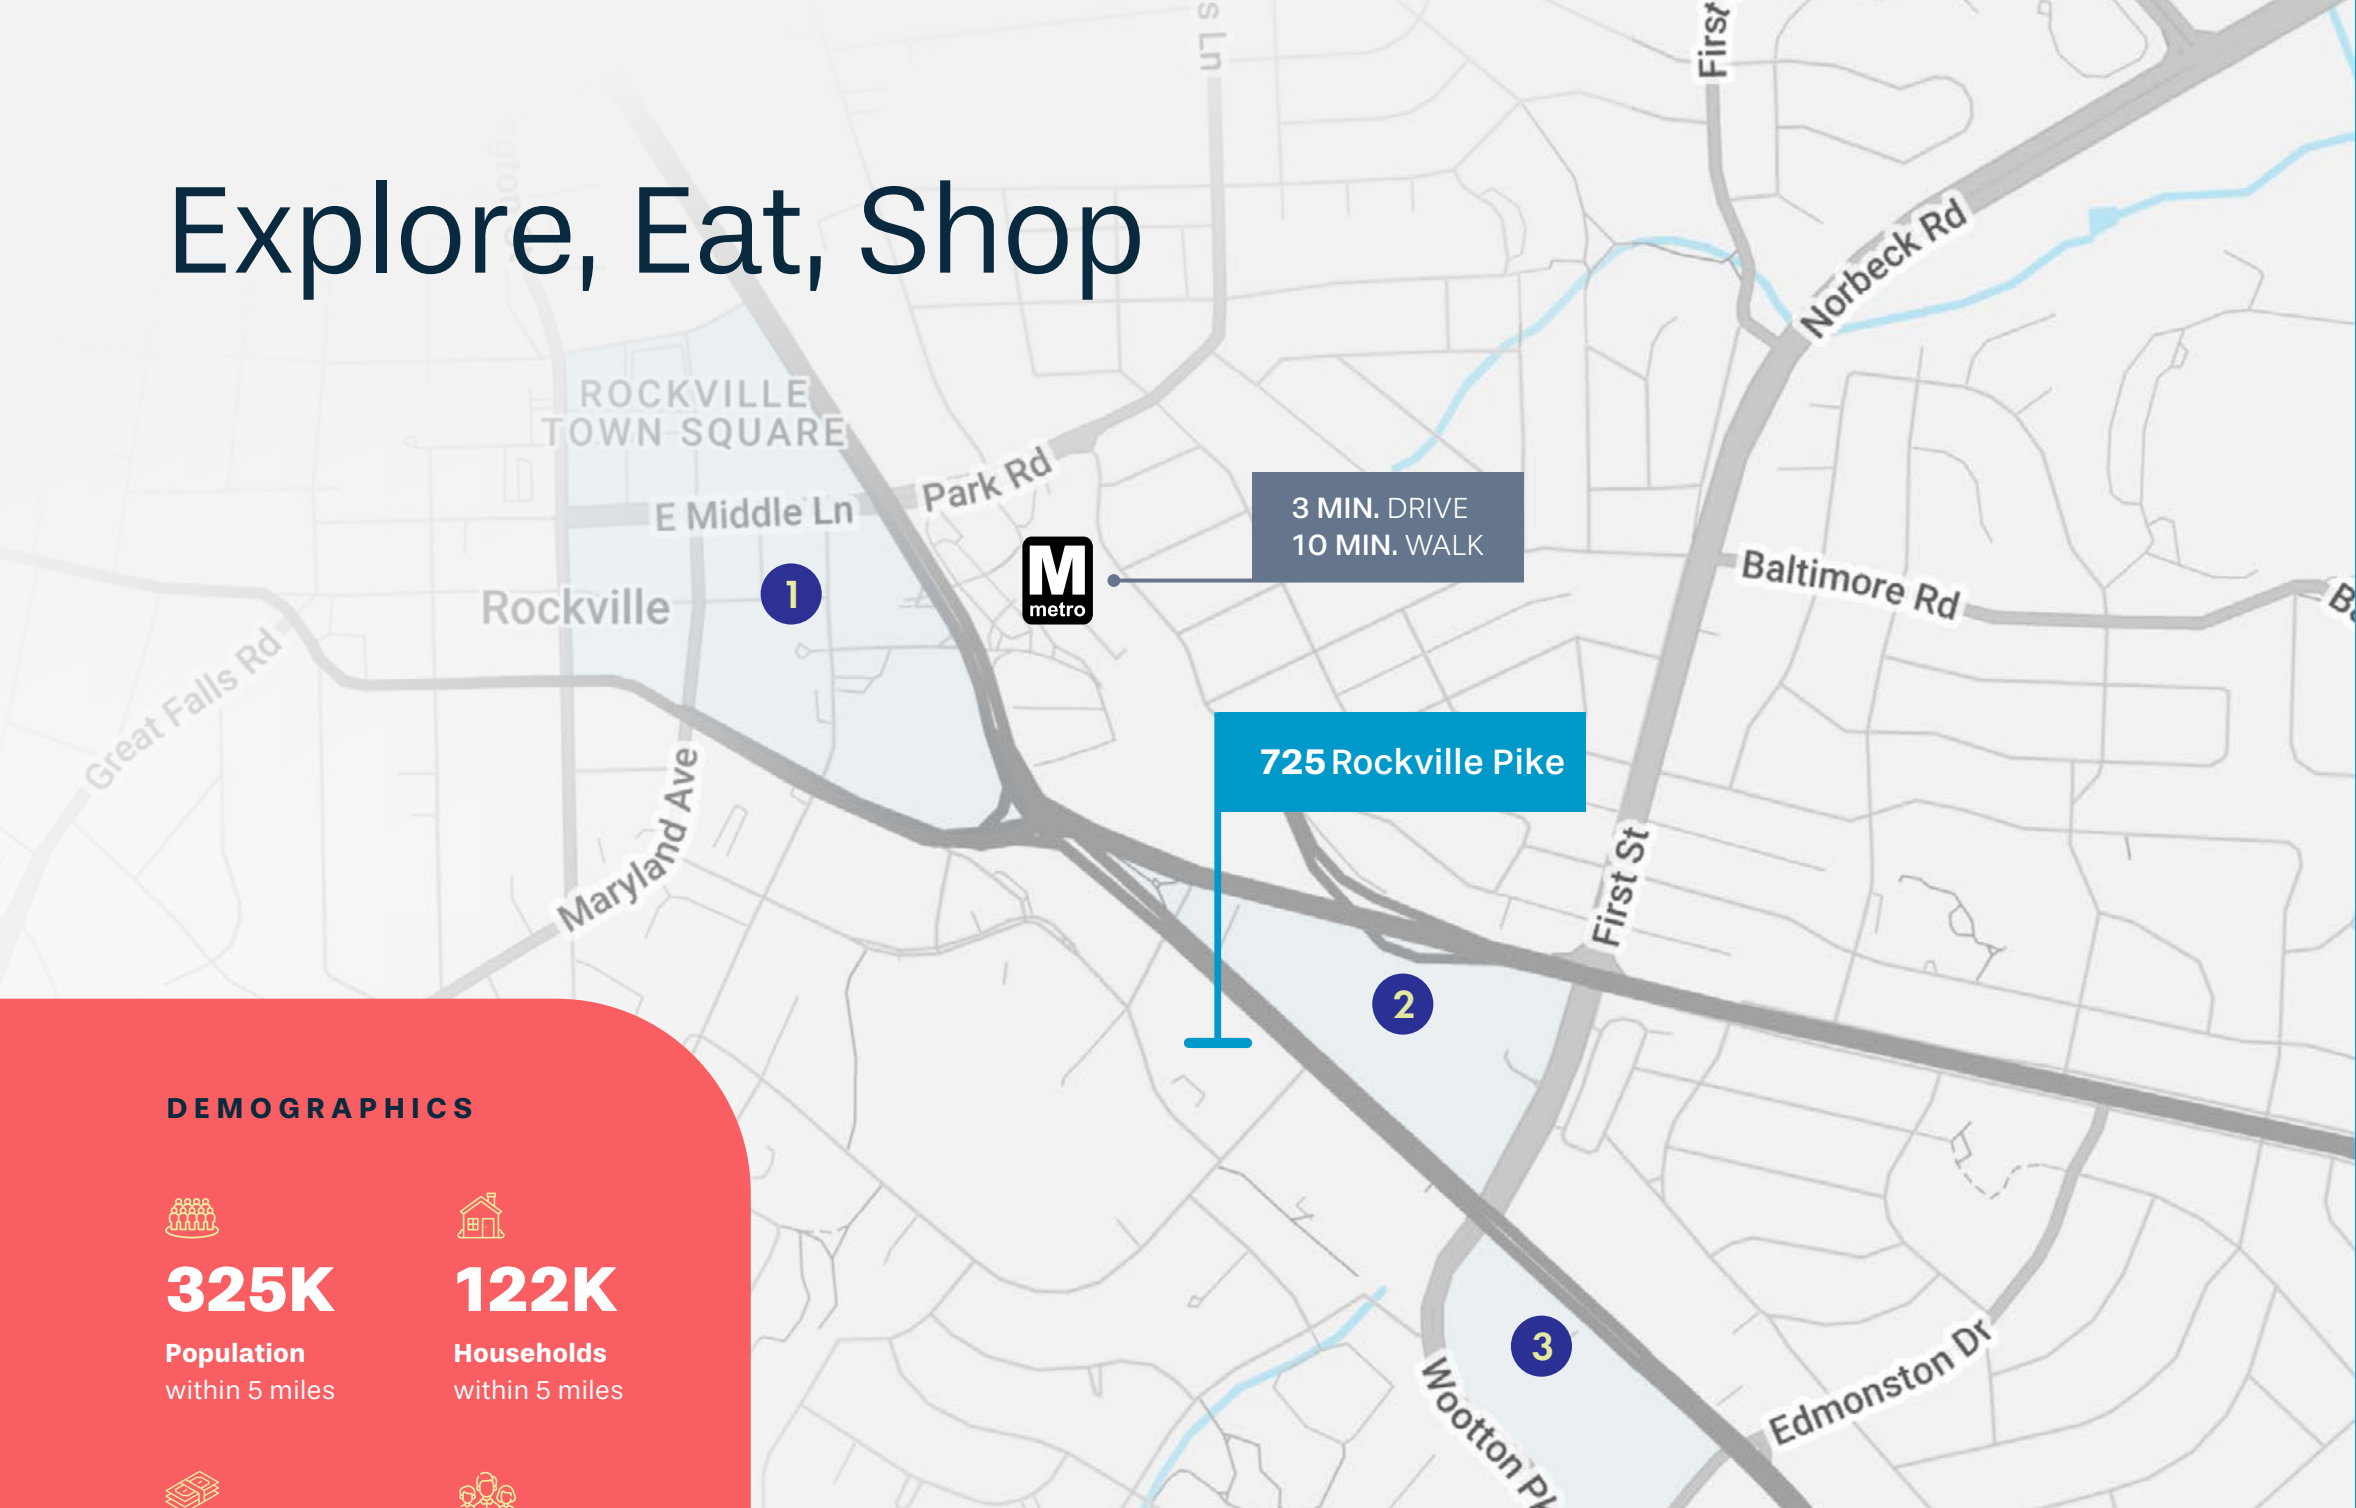 s Ln
First
Explore, Eat, Shop
Norbeck Rd
ROCKVILLE
TOWN SQUARE
Park Rd
E Middle Ln
3 MIN. DRIVE
10 MIN. WALK
M
metro
Baltimore Rd
1
Rockville
Great Falls Rd
725 Rockville Pike
Maryland Ave
First St
2
DEMOGRAPHICS
325K
Population
within 5 miles
122K
Households
within 5 miles
3
Edmonston Dr
Wootton Pk